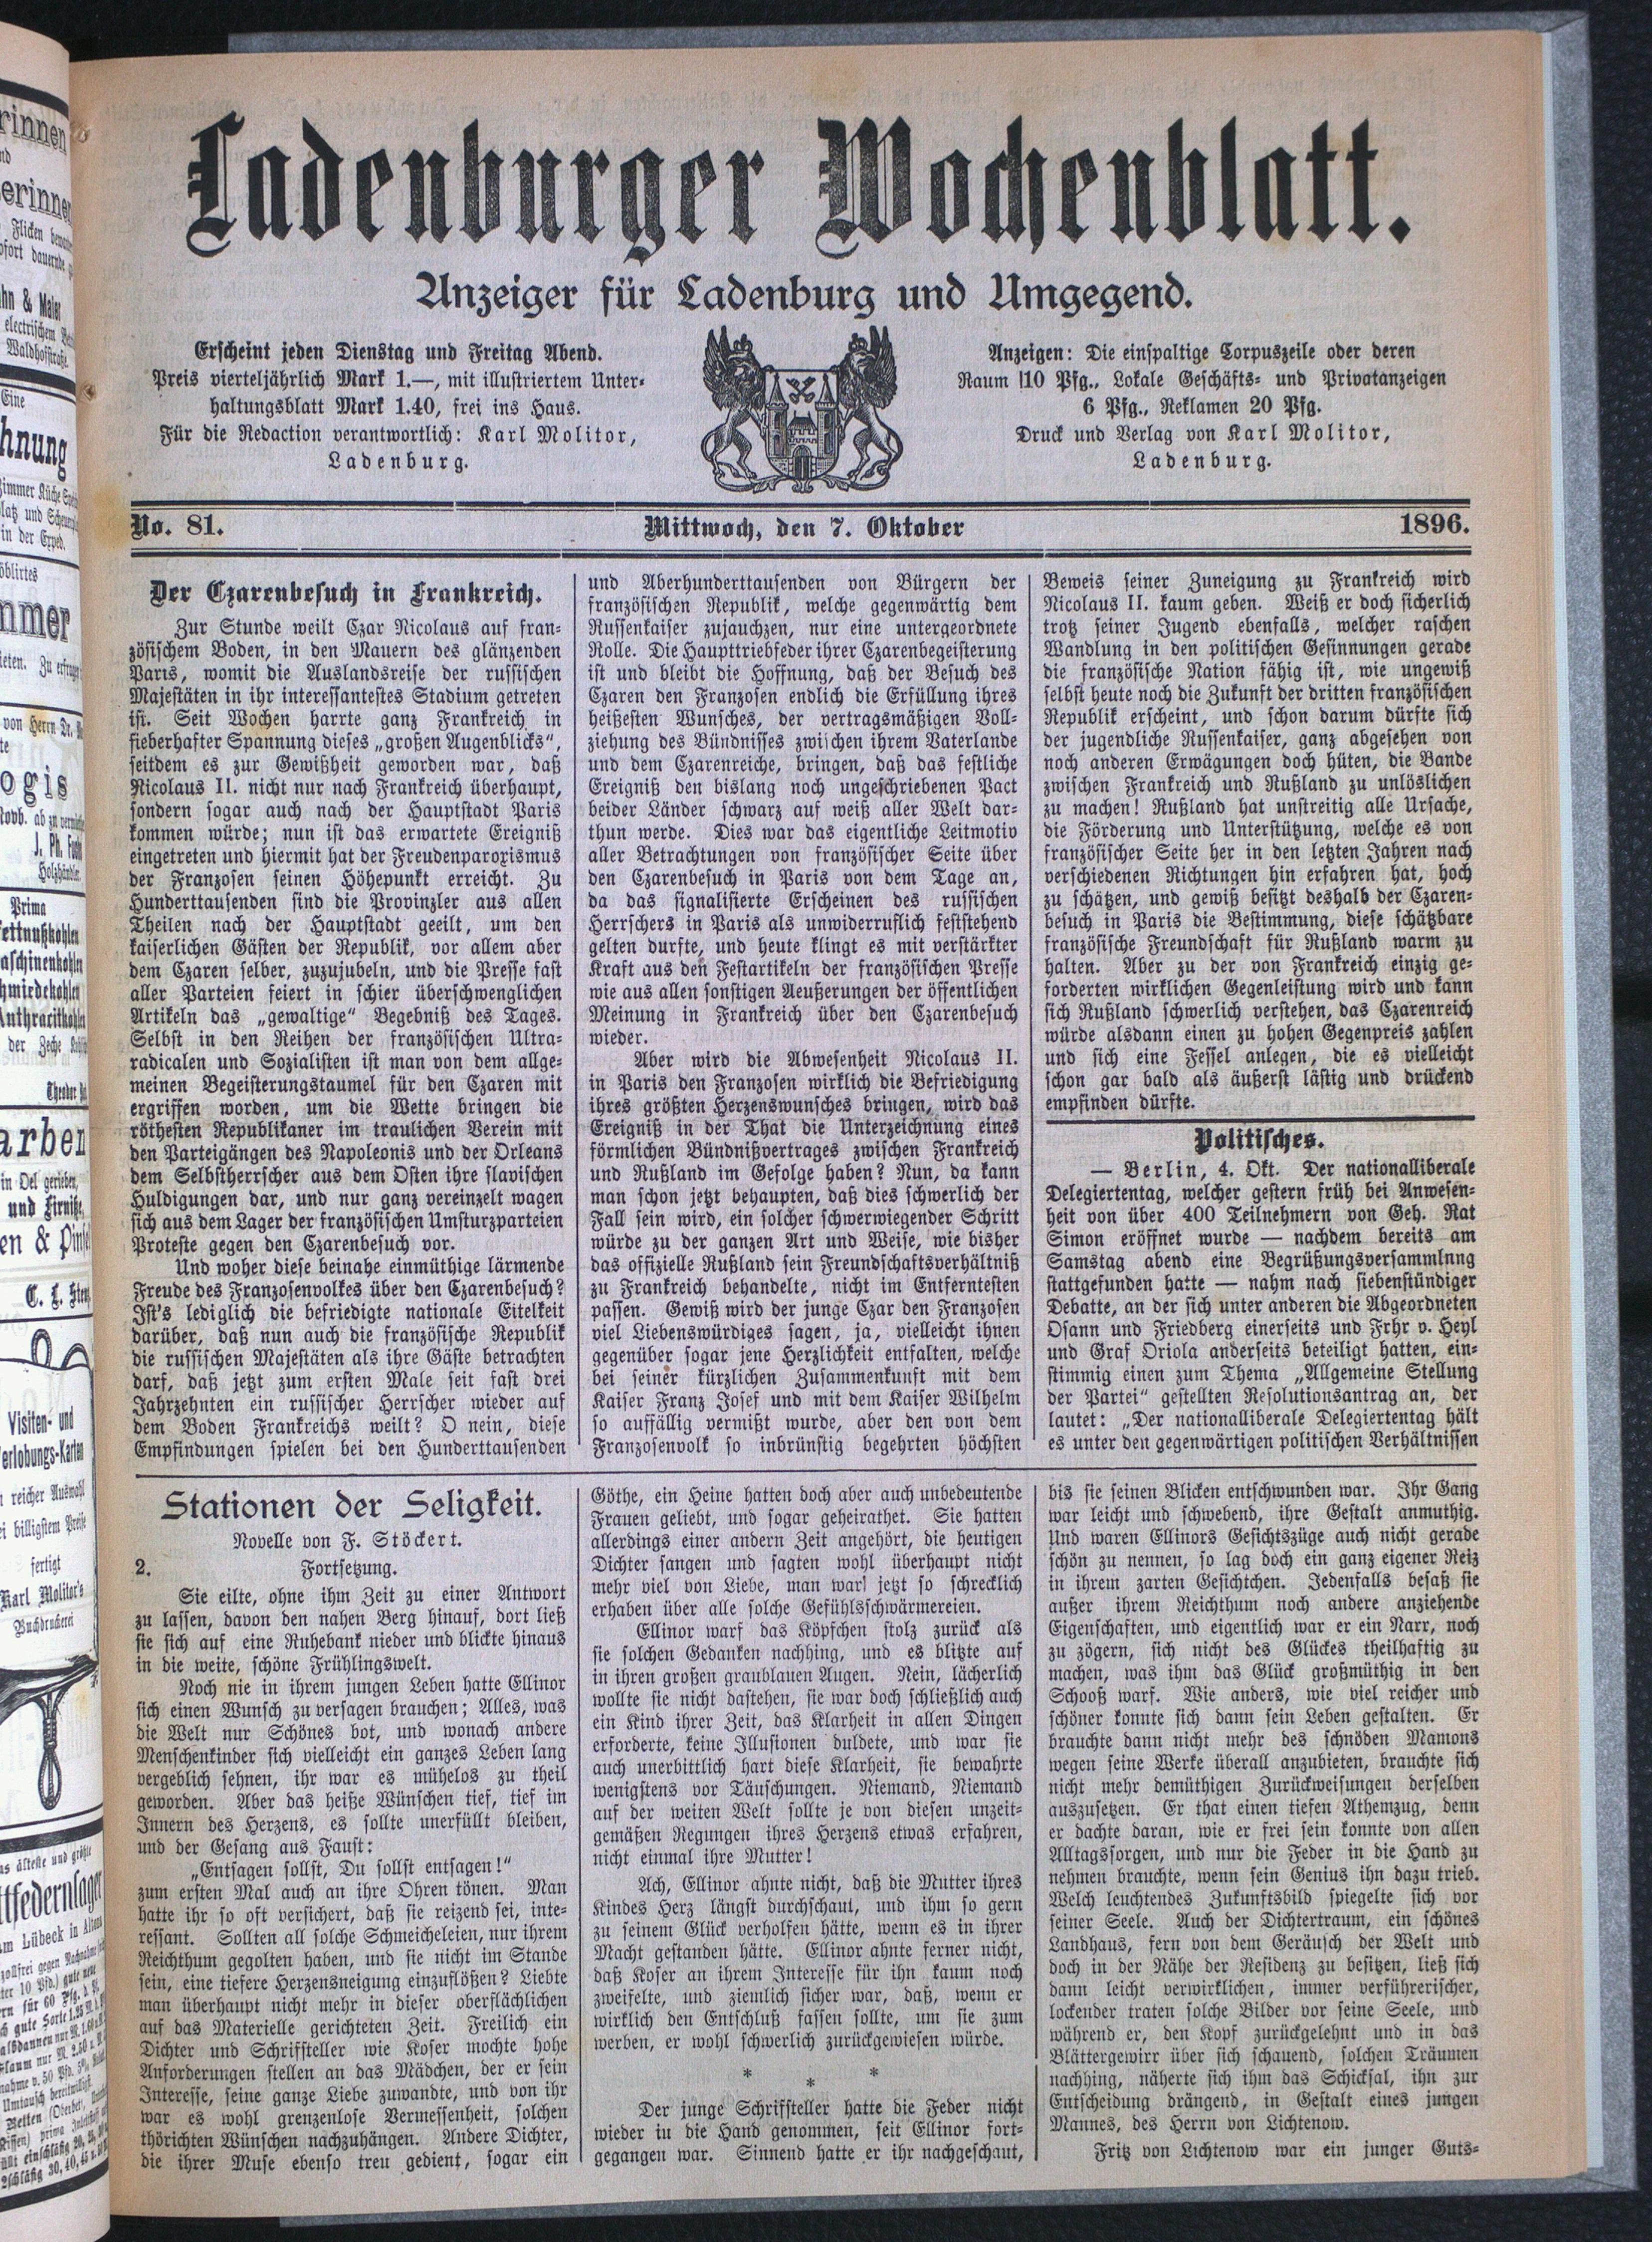 Ladenburger Wochenblatt.
Anzeiger für Ladenburg und Umgegend.
Erscheint jeden Dienstag und Freitag Abend.
Preis vierteljährlich Mark 1.—, mit illustriertem Unter-
haltungsblatt Mark 1.40, frei ins Haus.
Für die Redaction verantwortlich: Karl Molitor,
Ladenburg.
Anzeigen: Die einspaltige Corpuszeile oder deren
Raum 10 Pfg., Lokale Geschäfts- und Privatanzeigen
6 Pfg., Reklamen 20 Pfg.
Druck und Verlag von Karl Molitor,
Ladenburg.
No. 81.
Mittwoch, den 7. Oktober
1896.
Der Czarenbesuch in Frankreich.
Zur Stunde weilt Czar Nicolaus auf fran-
zösischem Boden, in den Mauern des glänzenden
Paris, womit die Auslandsreise der russischen
Majestäten in ihr interessantestes Stadium getreten
ist. Seit Wochen harrte ganz Frankreich in
fieberhafter Spannung dieses „großen Augenblicks“,
seitdem es zur Gewißheit geworden war, daß
Nicolaus II. nicht nur nach Frankreich überhaupt,
sondern sogar auch nach der Hauptstadt Paris
kommen würde; nun ist das erwartete Ereigniß
eingetreten und hiermit hat der Freudenparoxismus
der Franzosen seinen Höhepunkt erreicht. Zu
Hunderttausenden sind die Provinzler aus allen
Theilen nach der Hauptstadt geeilt, um den
kaiserlichen Gästen der Republik, vor allem aber
dem Czaren selber, zuzujubeln, und die Presse fast
aller Parteien feiert in schier überschwenglichen
Artikeln das „gewaltige“ Begebniß des Tages.
Selbst in den Reihen der französischen Ultra-
radicalen und Sozialisten ist man von dem allge-
meinen Begeisterungstaumel für den Czaren mit
ergriffen worden, um die Wette bringen die
röthesten Republikaner im traulichen Verein mit
den Parteigängen des Napoleonis und der Orleans
dem Selbstherrscher aus dem Osten ihre slavischen
Huldigungen dar, und nur ganz vereinzelt wagen
sich aus dem Lager der französischen Umsturzparteien
Proteste gegen den Czarenbesuch vor.
Und woher diese beinahe einmüthige lärmende
Freude des Franzosenvolkes über den Czarenbesuch?
Ist's lediglich die befriedigte nationale Eitelkeit
darüber, daß nun auch die französische Republik
die russischen Majestäten als ihre Gäste betrachten
darf, daß jetzt zum ersten Male seit fast drei
Jahrzehnten ein russischer Herrscher wieder auf
dem Boden Frankreichs weilt? O nein, diese
Empfindungen spielen bei den Hunderttausenden
und Aberhunderttausenden von Bürgern der
französischen Republik, welche gegenwärtig dem
Russenkaiser zujauchzen, nur eine untergeordnete
Rolle. Die Haupttriebfeder ihrer Czarenbegeisterung
ist und bleibt die Hoffnung, daß der Besuch des
Czaren den Franzosen endlich die Erfüllung ihres
heißesten Wunsches, der vertragsmäßigen Voll-
ziehung des Bündnisses zwischen ihrem Vaterlande
und dem Czarenreiche, bringen, daß das festliche
Ereigniß den bislang noch ungeschriebenen Pact
beider Länder schwarz auf weiß aller Welt dar-
thun werde. Dies war das eigentliche Leitmotiv
aller Betrachtungen von französischer Seite über
den Czarenbesuch in Paris von dem Tage an,
da das signalisierte Erscheinen des russischen
Herrschers in Paris als unwiderruflich feststehend
gelten durfte, und heute klingt es mit verstärkter
Kraft aus den Festartikeln der französischen Presse
wie aus allen sonstigen Aeußerungen der öffentlichen
Meinung in Frankreich über den Czarenbesuch
wieder.
Aber wird die Abwesenheit Nicolaus II.
in Paris den Franzosen wirklich die Befriedigung
ihres größten Herzenswunsches bringen, wird das
Ereigniß in der That die Unterzeichnung eines
förmlichen Bündnißvertrages zwischen Frankreich
und Rußland im Gefolge haben? Nun, da kann
man schon jetzt behaupten, daß dies schwerlich der
Fall sein wird, ein solcher schwerwiegender Schritt
würde zu der ganzen Art und Weise, wie bisher
das offizielle Rußland sein Freundschaftsverhältniß
zu Frankreich behandelte, nicht im Entferntesten
passen. Gewiß wird der junge Czar den Franzosen
viel Liebenswürdiges sagen, ja, vielleicht ihnen
gegenüber sogar jene Herzlichkeit entfalten, welche
bei seiner kürzlichen Zusammenkunft mit dem
Kaiser Franz Josef und mit dem Kaiser Wilhelm
so auffällig vermißt wurde, aber den von dem
Franzosenvolk so inbrünstig begehrten höchsten
Beweis seiner Zuneigung zu Frankreich wird
Nicolaus II. kaum geben. Weiß er doch sicherlich
trotz seiner Jugend ebenfalls, welcher raschen
Wandlung in den politischen Gesinnungen gerade
die französische Nation fähig ist, wie ungewiß
selbst heute noch die Zukunft der dritten französischen
Republik erscheint, und schon darum dürfte sich
der jugendliche Russenkaiser, ganz abgesehen von
noch anderen Erwägungen doch hüten, die Bande
zwischen Frankreich und Rußland zu unlöslichen
zu machen! Rußland hat unstreitig alle Ursache,
die Förderung und Unterstützung, welche es von
französischer Seite her in den letzten Jahren nach
verschiedenen Richtungen hin erfahren hat, hoch
zu schätzen, und gewiß besitzt deshalb der Czaren-
besuch in Paris die Bestimmung, diese schätzbare
französische Freundschaft für Rußland warm zu
halten. Aber zu der von Frankreich einzig ge-
forderten wirklichen Gegenleistung wird und kann
sich Rußland schwerlich verstehen, das Czarenreich
würde alsdann einen zu hohen Gegenpreis zahlen
und sich eine Fessel anlegen, die es vielleicht
schon gar bald als äußerst lästig und drückend
empfinden dürfte.
Politisches.
— Berlin, 4. Okt. Der nationalliberale
Delegiertentag, welcher gestern früh bei Anwesen-
heit von über 400 Teilnehmern von Geh. Rat
Simon eröffnet wurde — nachdem bereits am
Samstag abend eine Begrüßungsversammlnng
stattgefunden hatte — nahm nach siebenstündiger
Debatte, an der sich unter anderen die Abgeordneten
Osann und Friedberg einerseits und Frhr v. Heyl
und Graf Oriola anderseits beteiligt hatten, ein-
stimmig einen zum Thema „Allgemeine Stellung
der Partei“ gestellten Resolutionsantrag an, der
lautet: „Der nationalliberale Delegiertentag hält
es unter den gegenwärtigen politischen Verhältnissen
Stationen der Seligkeit.
Novelle von F. Stöckert.
2. Fortsetzung.
Sie eilte, ohne ihm Zeit zu einer Antwort
zu lassen, davon den nahen Berg hinauf, dort ließ
sie sich auf eine Ruhebank nieder und blickte hinaus
in die weite, schöne Frühlingswelt.
Noch nie in ihrem jungen Leben hatte Ellinor
sich einen Wunsch zu versagen brauchen; Alles, was
die Welt nur Schönes bot, und wonach andere
Menschenkinder sich vielleicht ein ganzes Leben lang
vergeblich sehnen, ihr war es mühelos zu theil
geworden. Aber das heiße Wünschen tief, tief im
Innern des Herzens, es sollte unerfüllt bleiben,
und der Gesang aus Faust:
„Entsagen sollst, Du sollst entsagen!“
zum ersten Mal auch an ihre Ohren tönen. Man
hatte ihr so oft versichert, daß sie reizend sei, inte-
ressant. Sollten all solche Schmeicheleien, nur ihrem
Reichthum gegolten haben, und sie nicht im Stande
sein, eine tiefere Herzensneigung einzuflößen? Liebte
man überhaupt nicht mehr in dieser oberflächlichen
auf das Materielle gerichteten Zeit. Freilich ein
Dichter und Schriftsteller wie Koser mochte hohe
Anforderungen stellen an das Mädchen, der er sein
Interesse, seine ganze Liebe zuwandte, und von ihr
war es wohl grenzenlose Vermessenheit, solchen
thörichten Wünschen nachzuhängen. Andere Dichter,
die ihrer Muse ebenso treu gedient, sogar ein
Göthe, ein Heine hatten doch aber auch unbedeutende
Frauen geliebt, und sogar geheirathet. Sie hatten
allerdings einer andern Zeit angehört, die heutigen
Dichter sangen und sagten wohl überhaupt nicht
mehr viel von Liebe, man war jetzt so schrecklich
erhaben über alle solche Gefühlsschwärmereien.
Ellinor warf das Köpfchen stolz zurück als
sie solchen Gedanken nachhing, und es blitzte auf
in ihren großen graublauen Augen. Nein, lächerlich
wollte sie nicht dastehen, sie war doch schließlich auch
ein Kind ihrer Zeit, das Klarheit in allen Dingen
erforderte, keine Illusionen duldete, und war sie
auch unerbittlich hart diese Klarheit, sie bewahrte
wenigstens vor Täuschungen. Niemand, Niemand
auf der weiten Welt sollte je von diesen unzeit-
gemäßen Regungen ihres Herzens etwas erfahren,
nicht einmal ihre Mutter!
Ach, Ellinor ahnte nicht, daß die Mutter ihres
Kindes Herz längst durchschaut, und ihm so gern
zu seinem Glück verholfen hätte, wenn es in ihrer
Macht gestanden hätte. Ellinor ahnte ferner nicht,
daß Koser an ihrem Interesse für ihn kaum noch
zweifelte, und ziemlich sicher war, daß, wenn er
wirklich den Entschluß fassen sollte, um sie zum
werben, er wohl schwerlich zurückgewiesen würde.
* * *
Der junge Schriftsteller hatte die Feder nicht
wieder in die Hand genommen, seit Ellinor fort-
gegangen war. Sinnend hatte er ihr nachgeschaut,
bis sie seinen Blicken entschwunden war. Ihr Gang
war leicht und schwebend, ihre Gestalt anmuthig.
Und waren Ellinors Gesichtszüge auch nicht gerade
schön zu nennen, so lag doch ein ganz eigener Reiz
in ihrem zarten Gesichtchen. Jedenfalls besaß sie
außer ihrem Reichthum noch andere anziehende
Eigenschaften, und eigentlich war er ein Narr, noch
zu zögern, sich nicht des Glückes theilhaftig zu
machen, was ihm das Glück großmüthig in den
Schooß warf. Wie anders, wie viel reicher und
schöner konnte sich dann sein Leben gestalten. Er
brauchte dann nicht mehr des schnöden Mamons
wegen seine Werke überall anzubieten, brauchte sich
nicht mehr demüthigen Zurückweisungen derselben
auszusetzen. Er that einen tiefen Athemzug, denn
er dachte daran, wie er frei sein konnte von allen
Alltagssorgen, und nur die Feder in die Hand zu
nehmen brauchte, wenn sein Genius ihn dazu trieb.
Welch leuchtendes Zukunftsbild spiegelte sich vor
seiner Seele. Auch der Dichtertraum, ein schönes
Landhaus, fern von dem Geräusch der Welt und
doch in der Nähe der Residenz zu besitzen, ließ sich
dann leicht verwirklichen, immer verführerischer,
lockender traten solche Bilder vor seine Seele, und
während er, den Kopf zurückgelehnt und in das
Blättergewirr über sich schauend, solchen Träumen
nachhing, näherte sich ihm das Schicksal, ihn zur
Entscheidung drängend, in Gestalt eines jungen
Mannes, des Herrn von Lichtenow.
Fritz von Lichtenow war ein junger Guts-